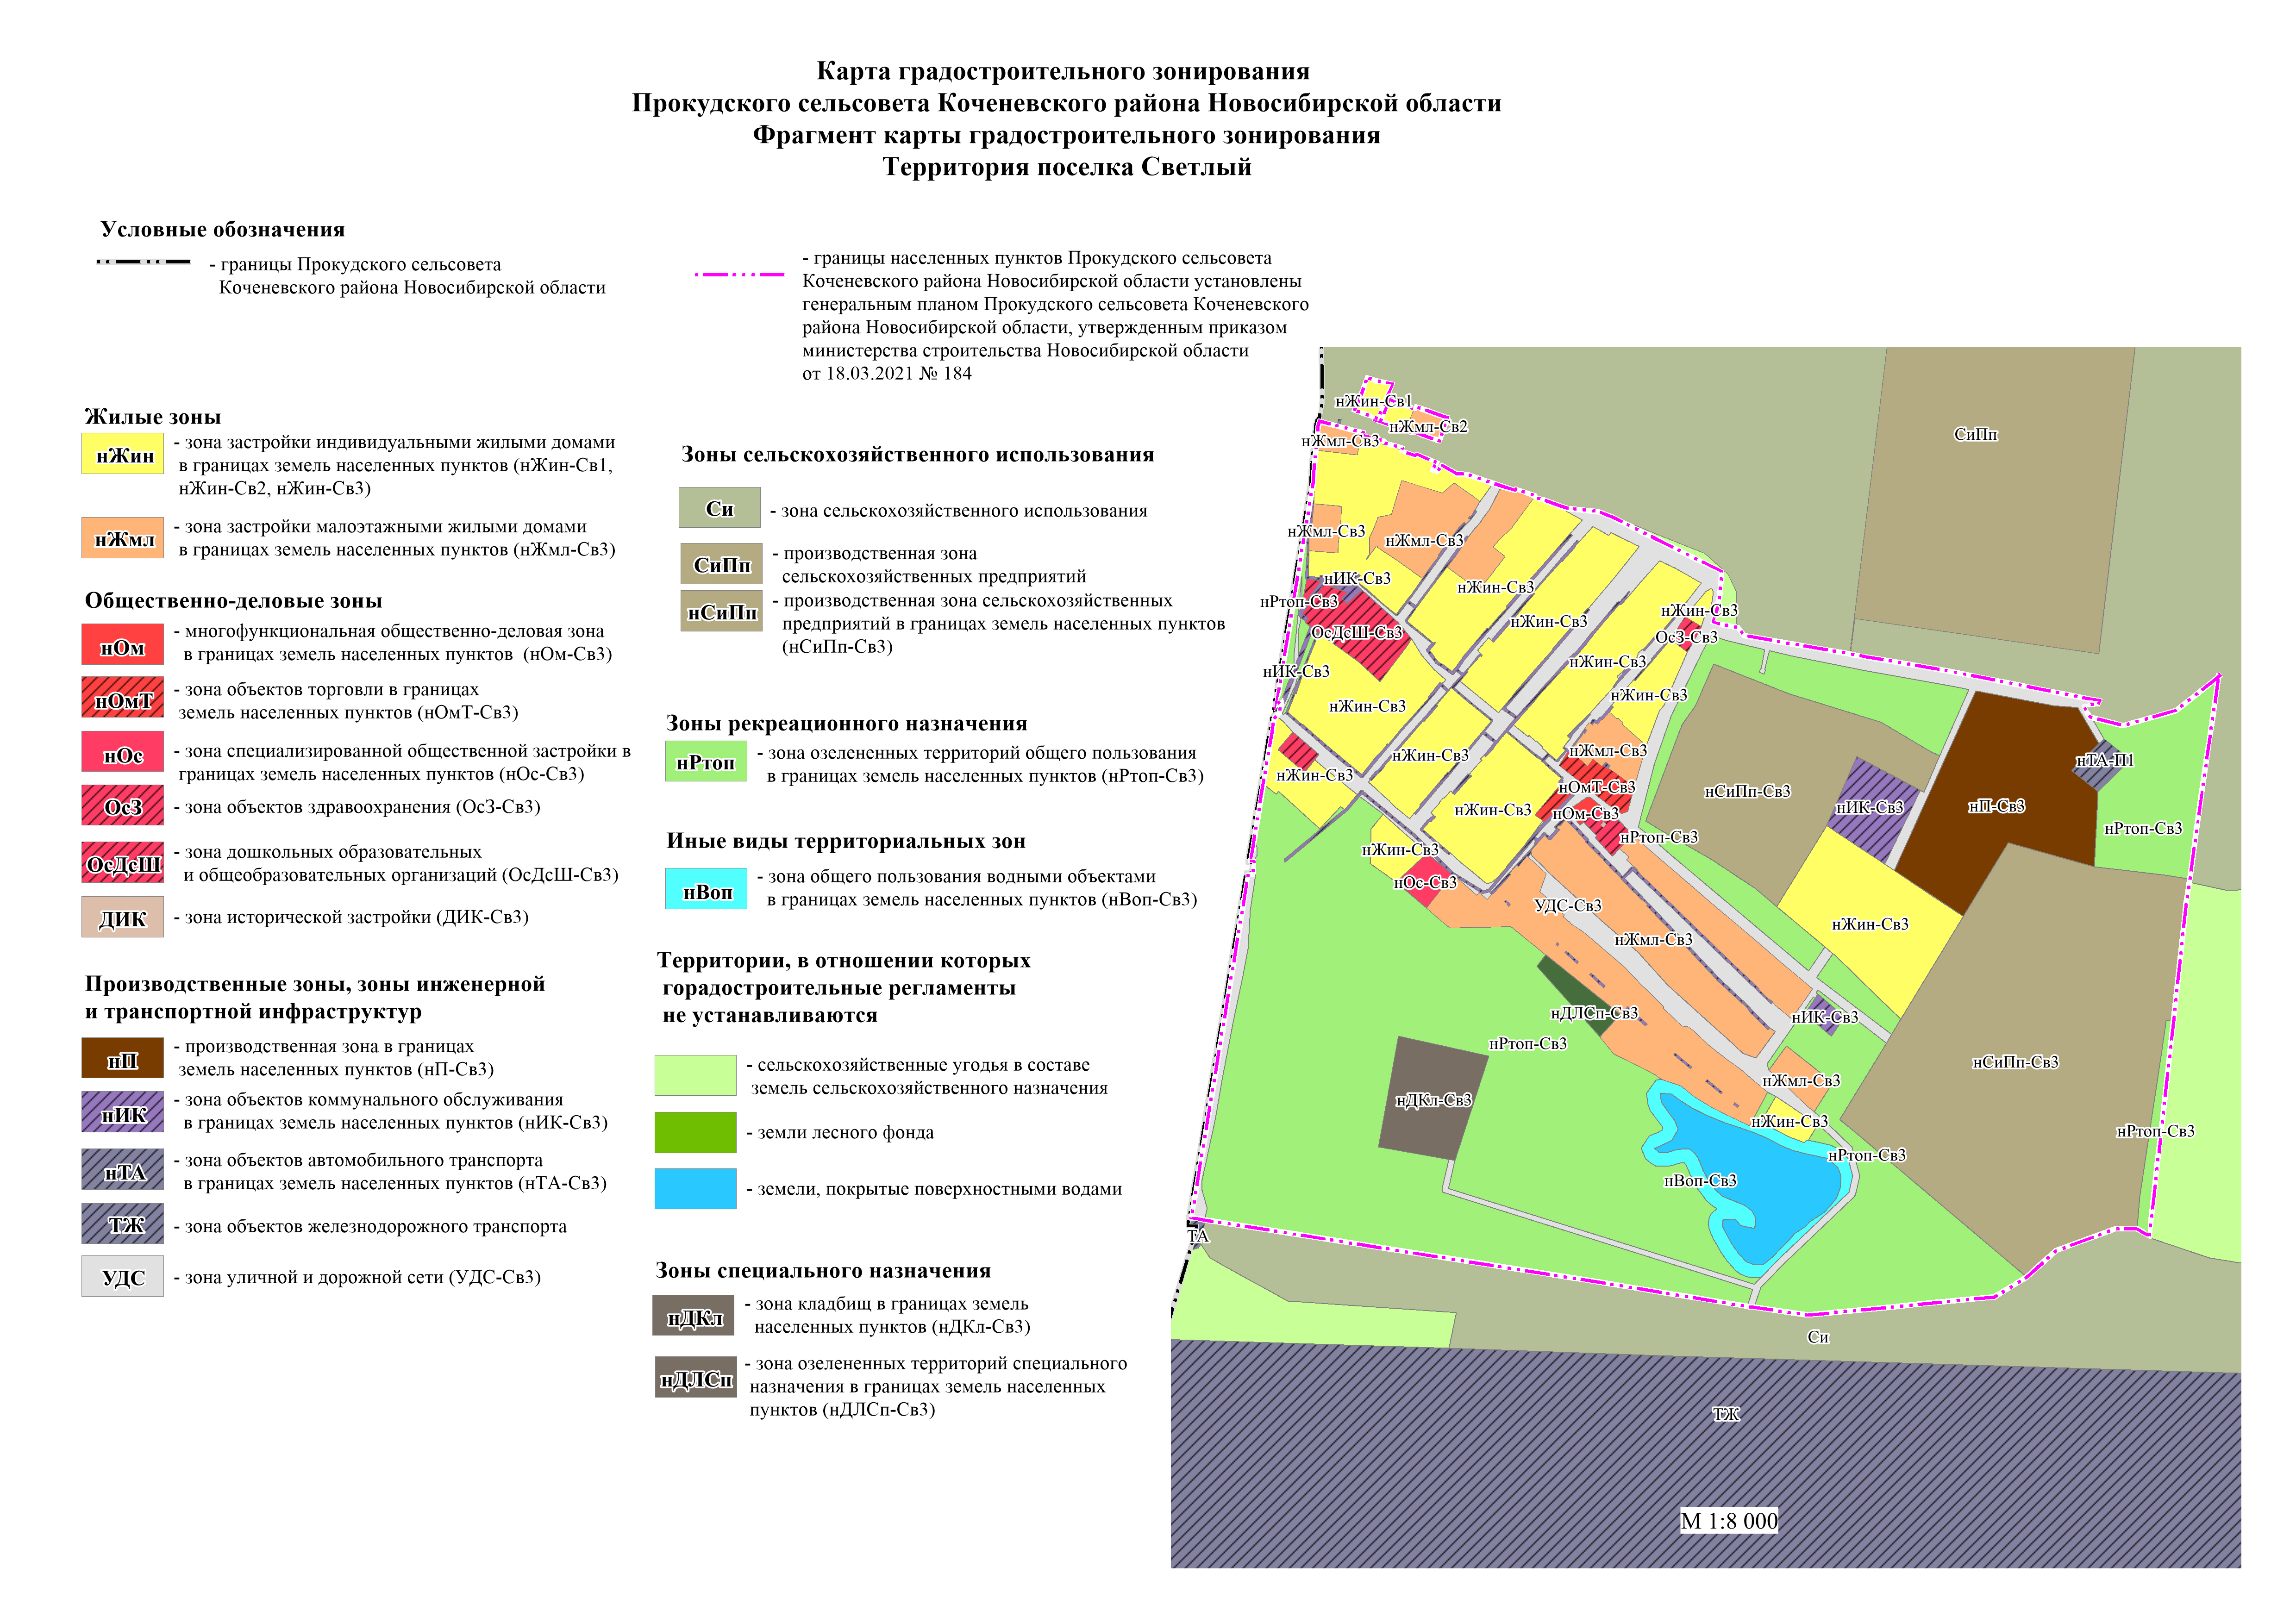 Карта градостроительного зонирования
Прокудского сельсовета Коченевского района Новосибирской области
Фрагмент карты градостроительного зонирования
Территория поселка Светлый
Условные обозначения
- границы Прокудского сельсовета
Коченевского района Новосибирской области
- границы населенных пунктов Прокудского сельсовета
Коченевского района Новосибирской области установлены
генеральным планом Прокудского сельсовета Коченевского
района Новосибирской области, утвержденным приказом
министерства строительства Новосибирской области
от 18.03.2021 № 184
Жилые зоны
нЖин
- зона застройки индивидуальными жилыми домами
в границах земель населенных пунктов (нЖин-Св1,
нЖин-Св2, нЖин-Св3)
нЖмл
- зона застройки малоэтажными жилыми домами
в границах земель населенных пунктов (нЖмл-Св3)
Общественно-деловые зоны
нОм
- многофункциональная общественно-деловая зона
в границах земель населенных пунктов (нОм-Св3)
нОмТ
- зона объектов торговли в границах
земель населенных пунктов (нОмТ-Св3)
нОс
- зона специализированной общественной застройки в
границах земель населенных пунктов (нОс-Св3)
ОсЗ
- зона объектов здравоохранения (ОсЗ-Св3)
ОсДсШ
- зона дошкольных образовательных
и общеобразовательных организаций (ОсДсШ-Св3)
ДИК
- зона исторической застройки (ДИК-Св3)
Производственные зоны, зоны инженерной
и транспортной инфраструктур
нП
- производственная зона в границах
земель населенных пунктов (нП-Св3)
нИК
- зона объектов коммунального обслуживания
в границах земель населенных пунктов (нИК-Св3)
нТА
- зона объектов автомобильного транспорта
в границах земель населенных пунктов (нТА-Св3)
ТЖ
- зона объектов железнодорожного транспорта
УДС
- зона уличной и дорожной сети (УДС-Св3)
Зоны сельскохозяйственного использования
Си
- зона сельскохозяйственного использования
СиПп
- производственная зона
сельскохозяйственных предприятий
нСиПп
- производственная зона сельскохозяйственных
предприятий в границах земель населенных пунктов
(нСиПп-Св3)
Зоны рекреационного назначения
нРтоп
- зона озелененных территорий общего пользования
в границах земель населенных пунктов (нРтоп-Св3)
Иные виды территориальных зон
нВоп
- зона общего пользования водными объектами
в границах земель населенных пунктов (нВоп-Св3)
Территории, в отношении которых
горадостроительные регламенты
не устанавливаются
- сельскохозяйственные угодья в составе
земель сельскохозяйственного назначения
- земли лесного фонда
- земели, покрытые поверхностными водами
Зоны специального назначения
нДКл
- зона кладбищ в границах земель
населенных пунктов (нДКл-Св3)
нДЛСп
- зона озелененных территорий специального
назначения в границах земель населенных
пунктов (нДЛСп-Св3)
нЖин-Св1
нЖмл-Св2
нЖмл-Св3
СиПп
нЖмл-Св3
нЖмл-Св3
нИК-Св3
нЖин-Св3
нРтоп-Св3
нЖин-Св3
нЖин-Св3
ОсДсШ-Св3
ОсЗ-Св3
нЖин-Св3
нИК-Св3
нЖин-Св3
нЖин-Св3
нЖмл-Св3
нЖин-Св3
нТА-П1
нЖин-Св3
нОмТ-Св3
нСиПп-Св3
нИК-Св3
нП-Св3
нЖин-Св3
нОм-Св3
нРтоп-Св3
нРтоп-Св3
нЖин-Св3
нОс-Св3
УДС-Св3
нЖин-Св3
нЖмл-Св3
нДЛСп-Св3
нИК-Св3
нРтоп-Св3
нСиПп-Св3
нЖмл-Св3
нДКл-Св3
нЖин-Св3
нРтоп-Св3
нРтоп-Св3
нВоп-Св3
ТА
Си
ТЖ
М 1:8 000